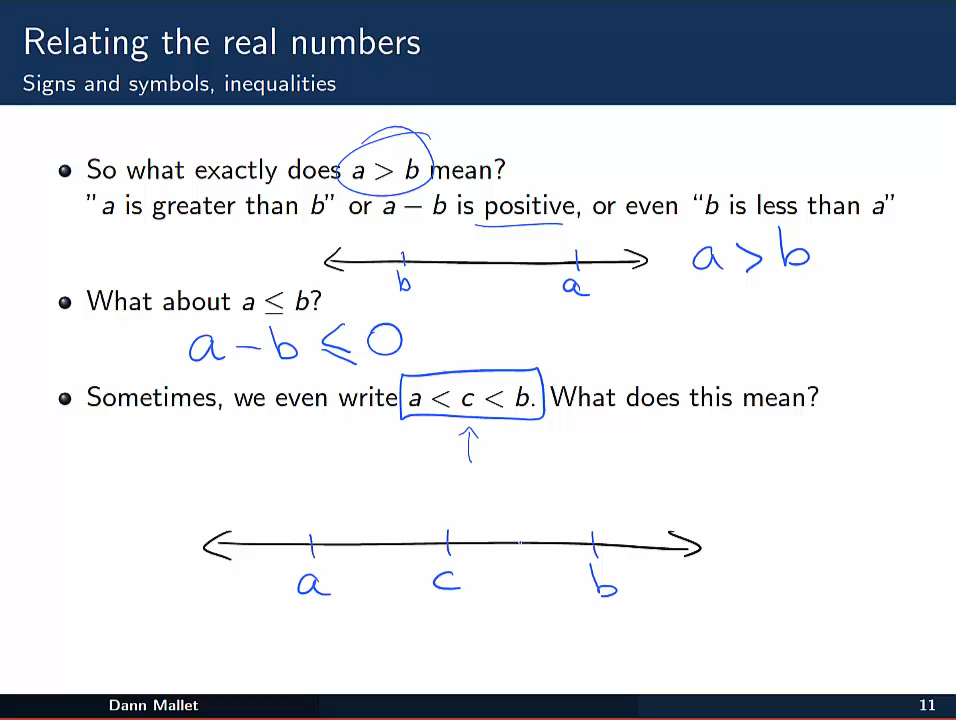 Relating the real numbers
Signs and symbols, inequalities
So what exactly does a > b mean?
"a is greater than b" or a − b is positive, or even “b is less than a”
a > b
b a
What about a ≤ b?
a − b ≤ 0
Sometimes, we even write a < c < b. What does this mean?
a c b
Dann Mallet 11